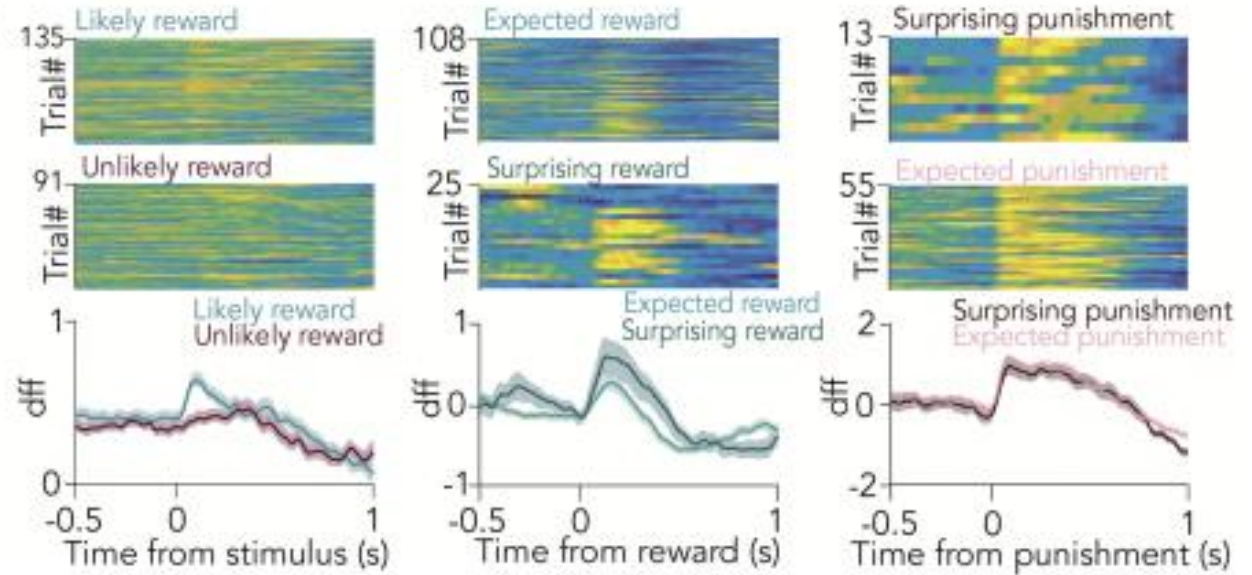 Likely reward
135
Trial#
Unlikely reward
91
Trial#
Likely reward
Unlikely reward
1
dff
0
-0.5 0 1
Time from stimulus (s)
Expected reward
108
Trial#
Surprising reward
25
Trial#
Expected reward
Surprising reward
1
dff
0
-1
-0.5 0 1
Time from reward (s)
Surprising punishment
13
Trial#
Expected punishment
55
Trial#
Surprising punishment
Expected punishment
2
dff
0
-2
-0.5 0 1
Time from punishment (s)